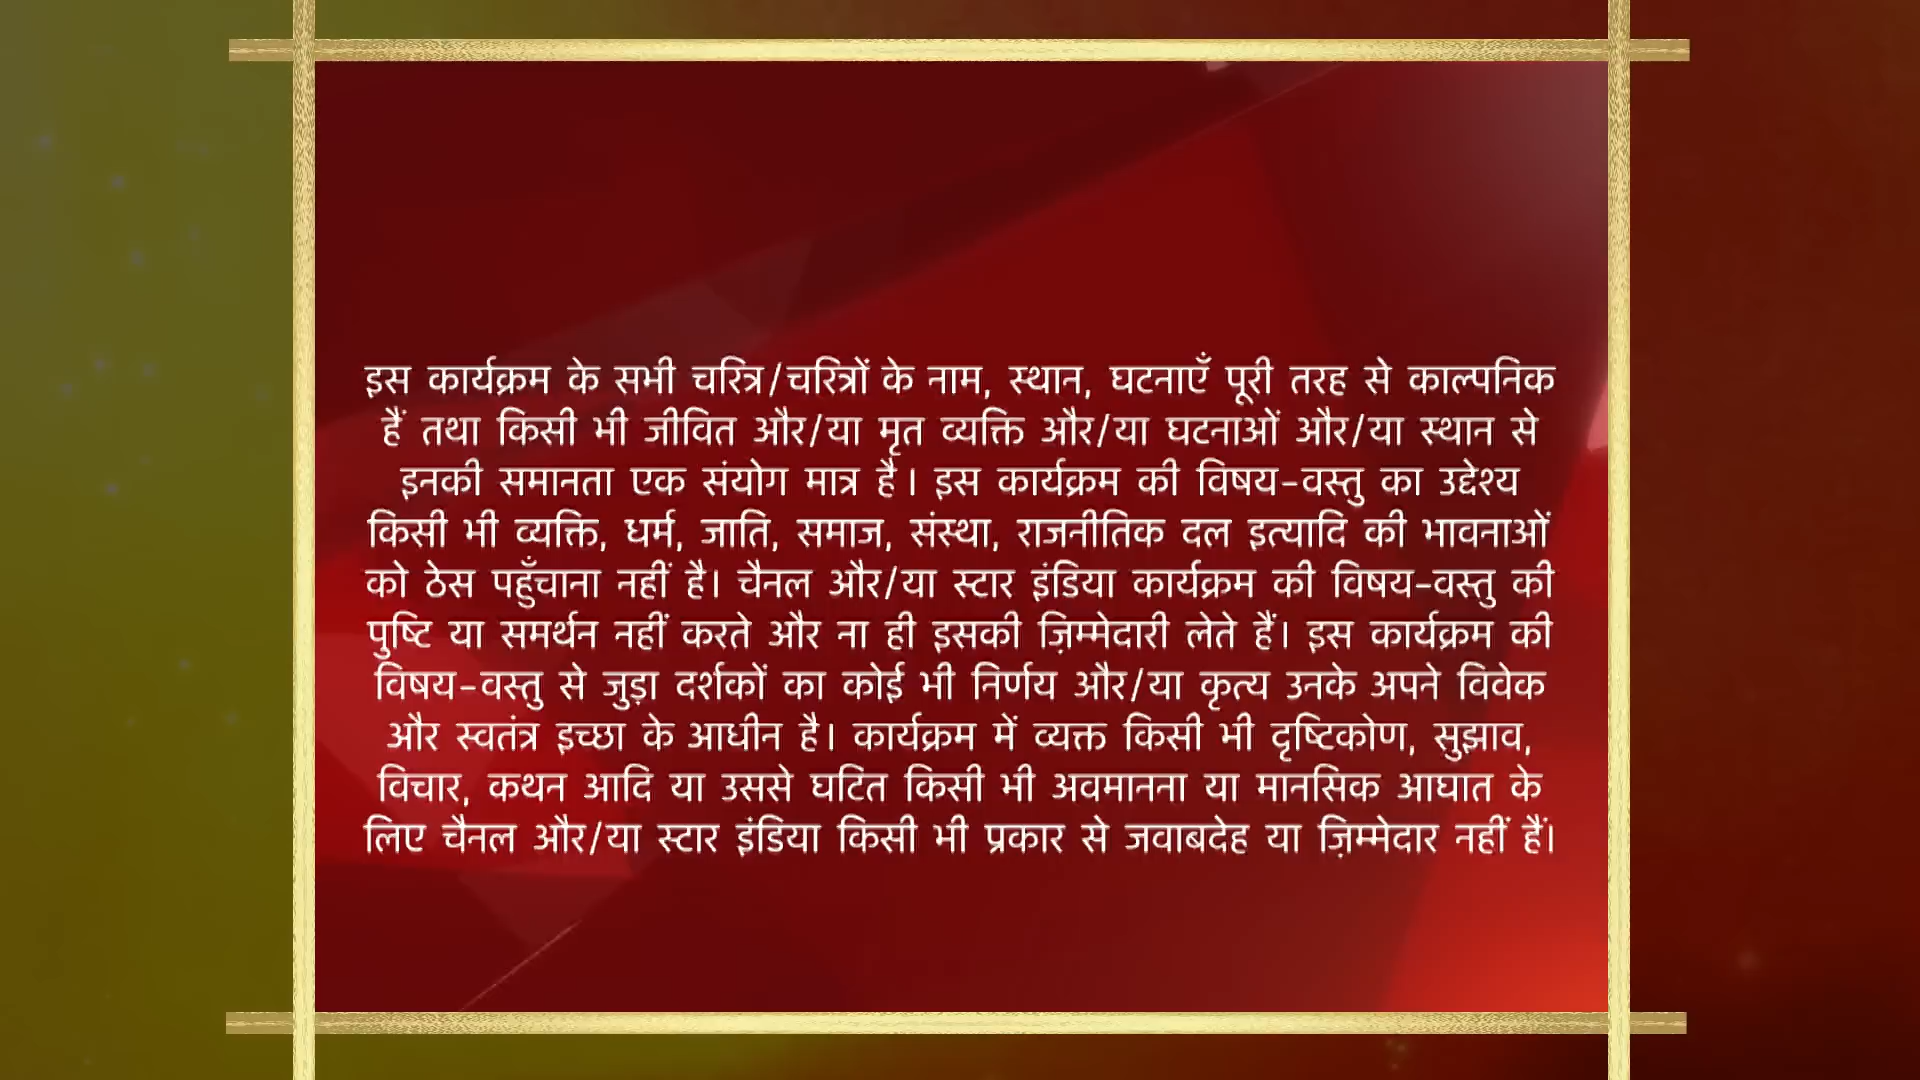 इस कार्यक्रम के सभी चरित्र/चरित्रों के नाम, स्थान, घटनाएँ पूरी तरह से काल्पनिक
हैं तथा किसी भी जीवित और/या मृत व्यक्ति और/या घटनाओं और/या स्थान से
इनकी समानता एक संयोग मात्र है। इस कार्यक्रम की विषय-वस्तु का उद्देश्य
किसी भी व्यक्ति, धर्म, जाति, समाज, संस्था, राजनीतिक दल इत्यादि की भावनाओं
को ठेस पहुँचाना नहीं है। चैनल और/या स्टार इंडिया कार्यक्रम की विषय-वस्तु की
पुष्टि या समर्थन नहीं करते और ना ही इसकी ज़िम्मेदारी लेते हैं। इस कार्यक्रम की
विषय-वस्तु से जुड़ा दर्शकों का कोई भी निर्णय और/या कृत्य उनके अपने विवेक
और स्वतंत्र इच्छा के आधीन है। कार्यक्रम में व्यक्त किसी भी दृष्टिकोण, सुझाव,
विचार, कथन आदि या उससे घटित किसी भी अवमानना या मानसिक आघात के
लिए चैनल और/या स्टार इंडिया किसी भी प्रकार से जवाबदेह या ज़िम्मेदार नहीं हैं।